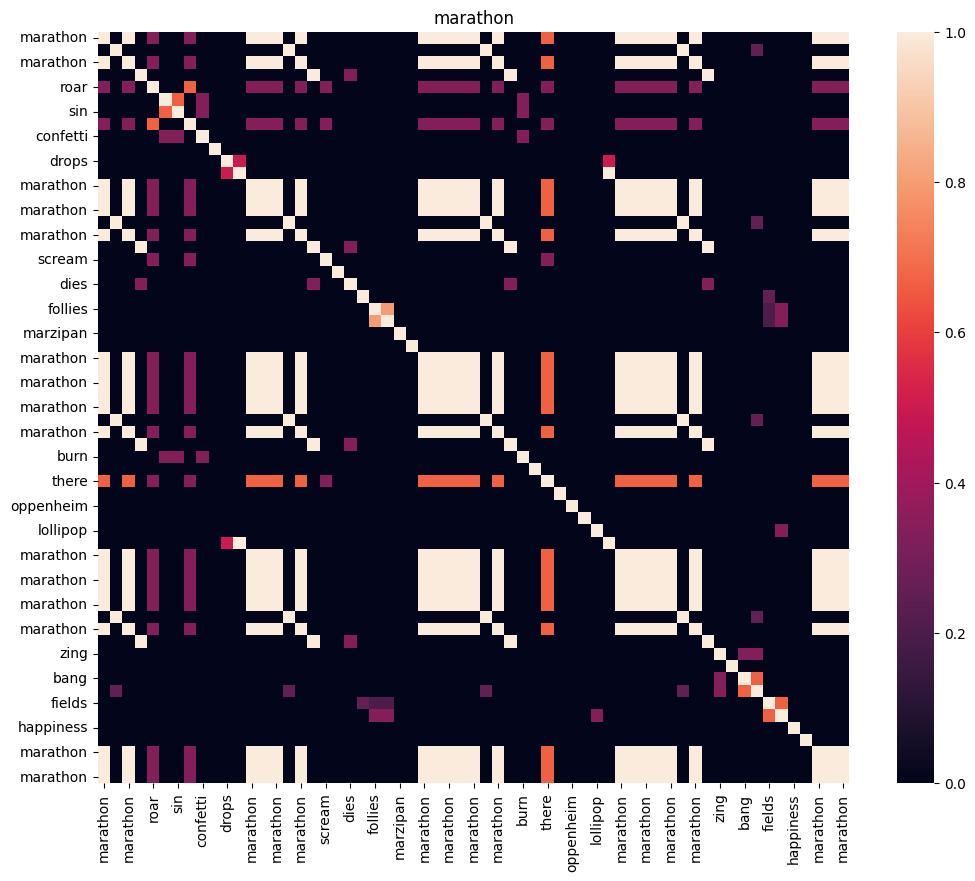 marathon
marathon
marathon
roar
sin
confetti
drops
marathon
marathon
marathon
scream
dies
follies
marzipan
marathon
marathon
marathon
marathon
burn
there
oppenheim
lollipop
marathon
marathon
marathon
marathon
zing
bang
fields
happiness
marathon
marathon
marathon
marathon
roar
sin
confetti
drops
marathon
marathon
marathon
scream
dies
follies
marzipan
marathon
marathon
marathon
marathon
burn
there
oppenheim
lollipop
marathon
marathon
marathon
marathon
zing
bang
fields
happiness
marathon
marathon
1.0
0.8
0.6
0.4
0.2
0.0